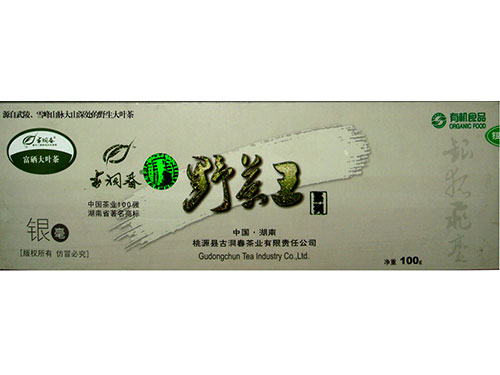 源自武陵、雪峰山脉大山深处的野生大叶茶
古洞春
富硒大叶茶
古洞春
中国茶业100强
湖南省著名商标
银毫
[版权所有 仿冒必究]
野茶王
中国·湖南
桃源县古洞春茶业有限责任公司
Gudongchun Tea Industry Co.,Ltd.
有机食品
ORGANIC FOOD
净重 100g